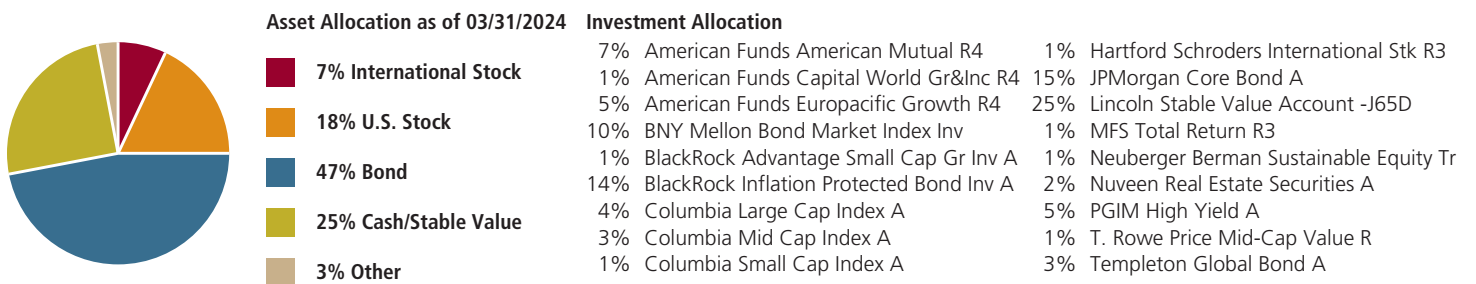 Asset Allocation as of 03/31/2024
7% International Stock
18% U.S. Stock
47% Bond
25% Cash/Stable Value
3% Other
Investment Allocation
7% American Funds American Mutual R4
1% American Funds Capital World Gr&Inc R4
5% American Funds Europacific Growth R4
10% BNY Mellon Bond Market Index Inv
1% BlackRock Advantage Small Cap Gr Inv A
14% BlackRock Inflation Protected Bond Inv A
4% Columbia Large Cap Index A
3% Columbia Mid Cap Index A
1% Columbia Small Cap Index A
1% Hartford Schroders International Stk R3
15% JPMorgan Core Bond A
25% Lincoln Stable Value Account -J65D
1% MFS Total Return R3
1% Neuberger Berman Sustainable Equity Tr
2% Nuveen Real Estate Securities A
5% PGIM High Yield A
1% T. Rowe Price Mid-Cap Value R
3% Templeton Global Bond A